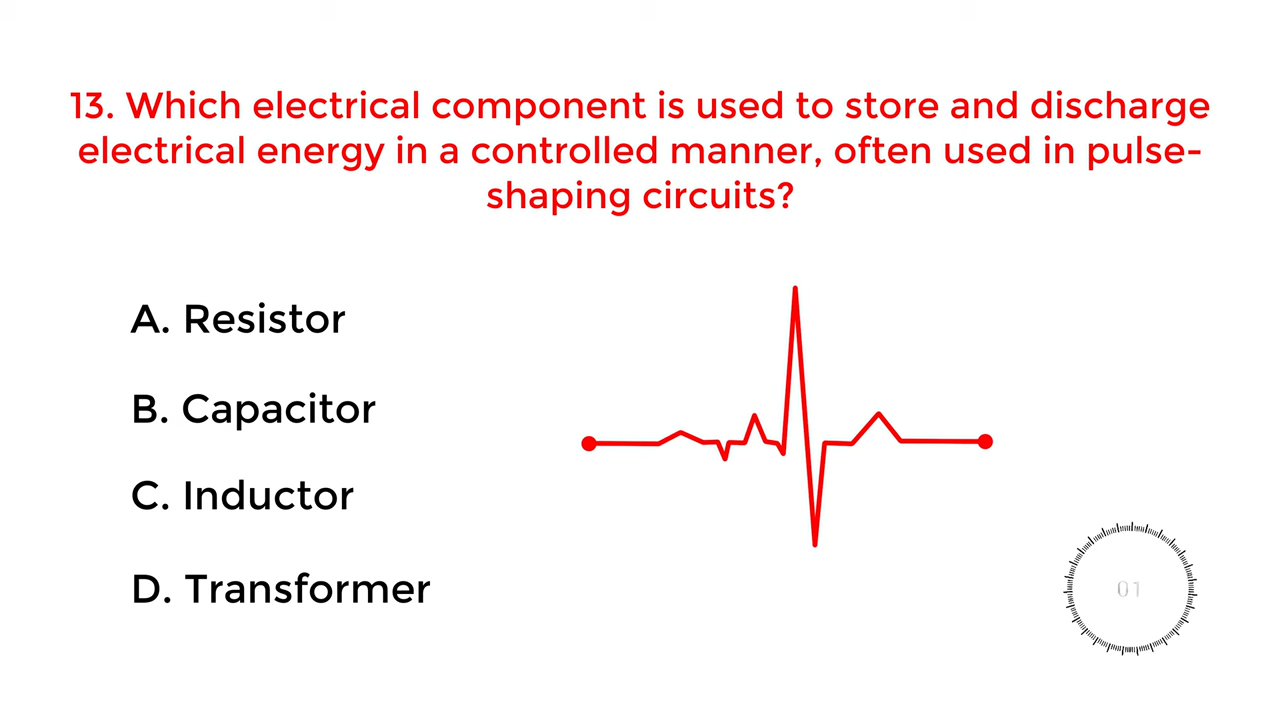 13. Which electrical component is used to store and discharge
electrical energy in a controlled manner, often used in pulse-
shaping circuits?
A. Resistor
B. Capacitor
C. Inductor
D. Transformer
01